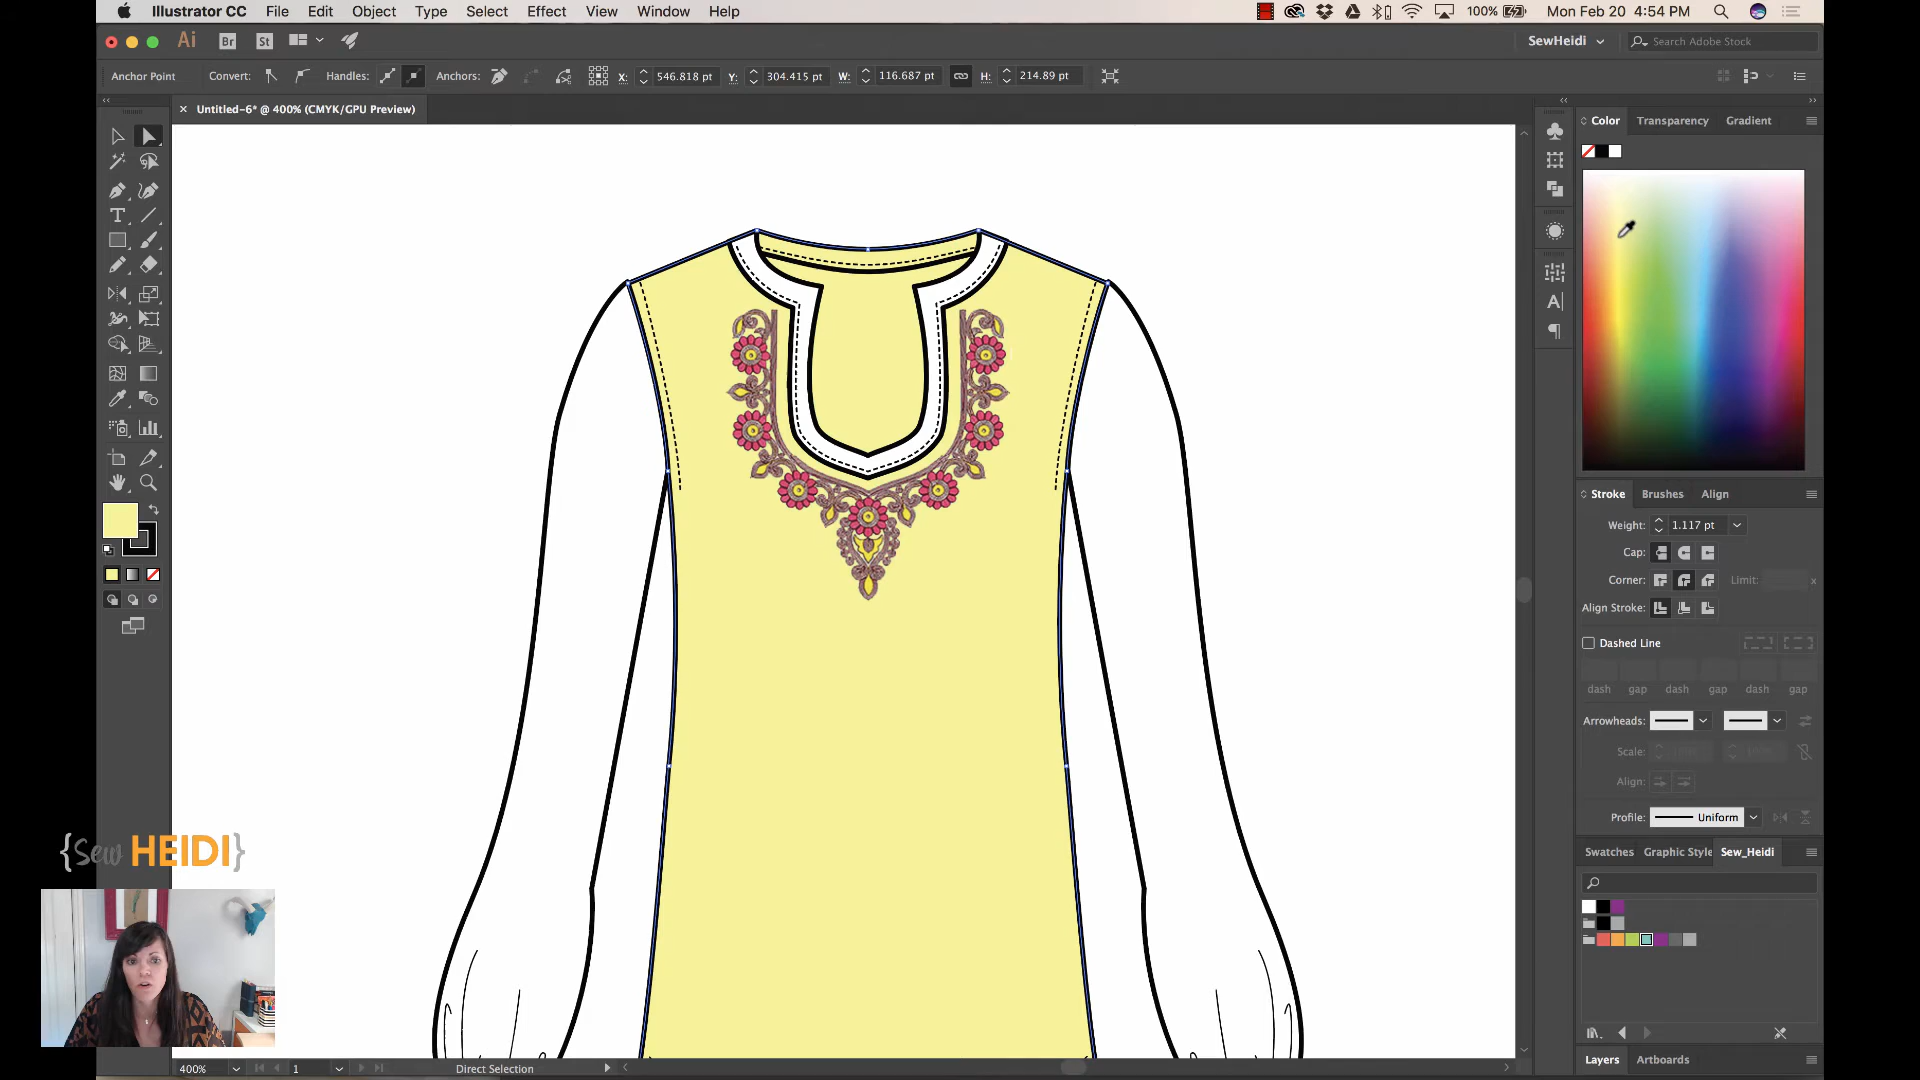 Illustrator CC File Edit Object Type Select Effect View Window Help 100% Mon Feb 20 4:54 PM
Ai Br St SewHeidi Search Adobe Stock
Anchor Point Convert: Handles: Anchors: X: 546.818 pt Y: 304.415 pt W: 116.687 pt H: 214.89 pt
× Untitled-6* @ 400% (CMYK/GPU Preview)
Color Transparency Gradient
Stroke Brushes Align
Weight: 1.117 pt
Cap:
Corner: Limit: x
Align Stroke:
Dashed Line
dash gap dash gap dash gap
Arrowheads:
Scale:
Align:
Profile: Uniform
Swatches Graphic Style Sew_Heidi
{Sew HEIDI}
Layers Artboards
400% 1 Direct Selection